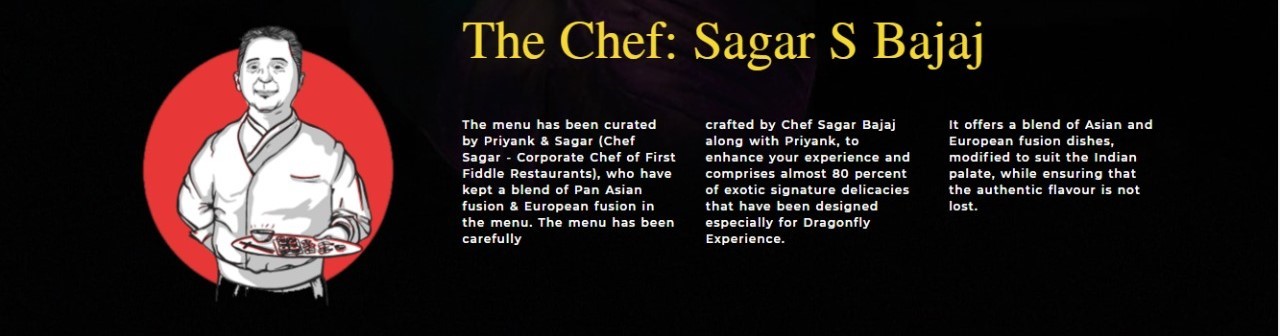 The Chef: Sagar S Bajaj
The menu has been curated
by Priyank & Sagar (Chef
Sagar - Corporate Chef of First
Fiddle Restaurants), who have
kept a blend of Pan Asian
fusion & European fusion in
the menu. The menu has been
carefully
crafted by Chef Sagar Bajaj
along with Priyank, to
enhance your experience and
comprises almost 80 percent
of exotic signature delicacies
that have been designed
especially for Dragonfly
Experience.
It offers a blend of Asian and
European fusion dishes,
modified to suit the Indian
palate, while ensuring that
the authentic flavour is not
lost.